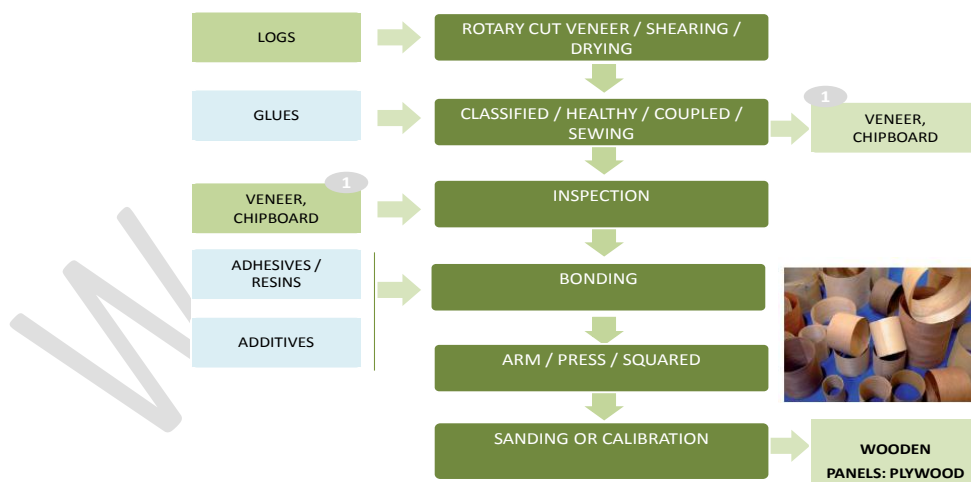 LOGS
ROTARY CUT VENEER / SHEARING /
DRYING
GLUES
CLASSIFIED / HEALTHY / COUPLED /
SEWING
1
VENEER,
CHIPBOARD
1
VENEER,
CHIPBOARD
INSPECTION
ADHESIVES /
RESINS
BONDING
ADDITIVES
ARM / PRESS / SQUARED
SANDING OR CALIBRATION
WOODEN
PANELS: PLYWOOD
W